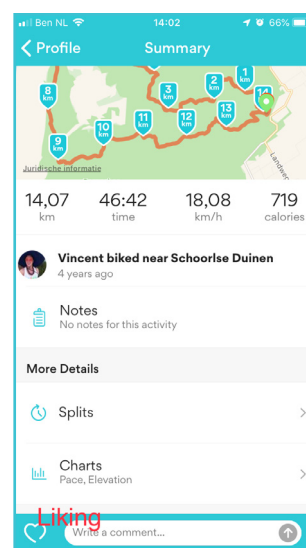 Ben NL 14:02 66%
Profile Summary
1 km
2 km
3 km
8 km
9 km
10 km
11 km
12 km
13 km
14
Juridische informatie
Landweg
14,07 46:42 18,08 719
km time km/h calories
Vincent biked near Schoorlse Duinen
4 years ago
Notes
No notes for this activity
More Details
Splits
Charts
Pace, Elevation
Liking
Write a comment...